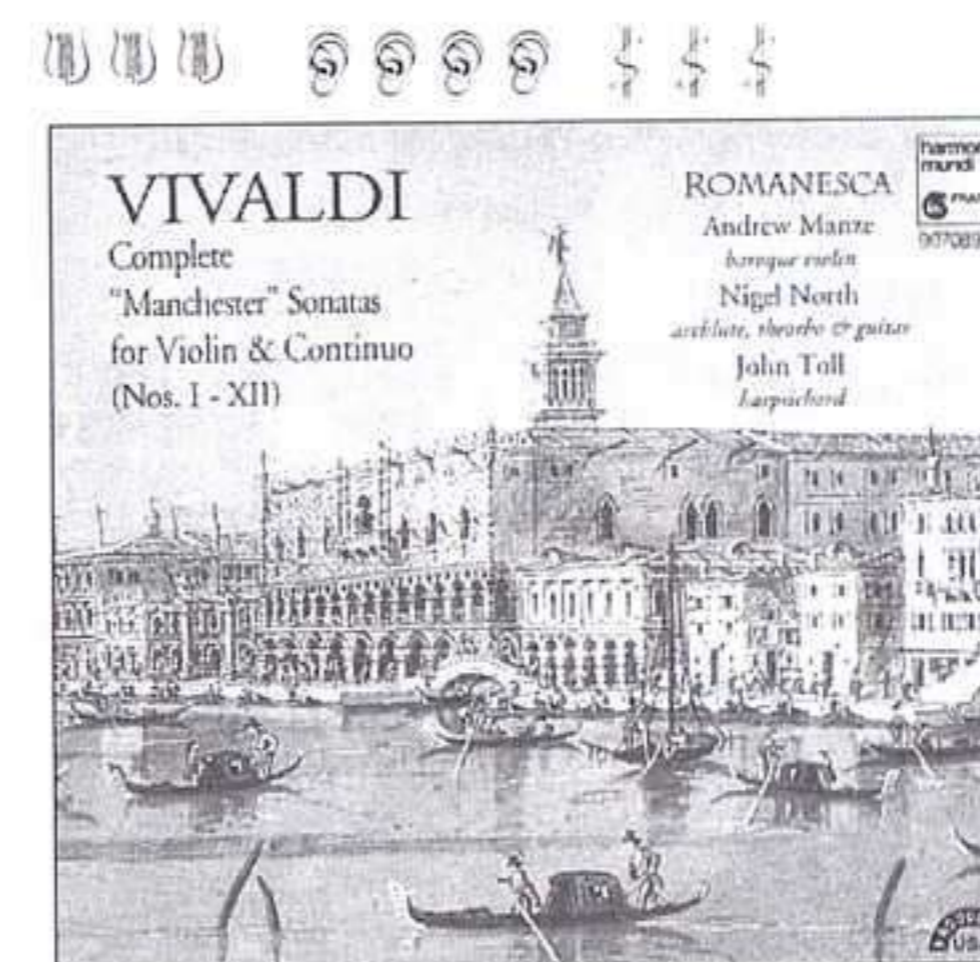 VIVALDI
Complete
"Manchester" Sonatas
for Violin & Continuo
(Nos. I - XII)
ROMANESCA
Andrew Manze
baroque violin
Nigel North
archlute, theorbo & guitar
John Toll
harpsichord
mundi
907089